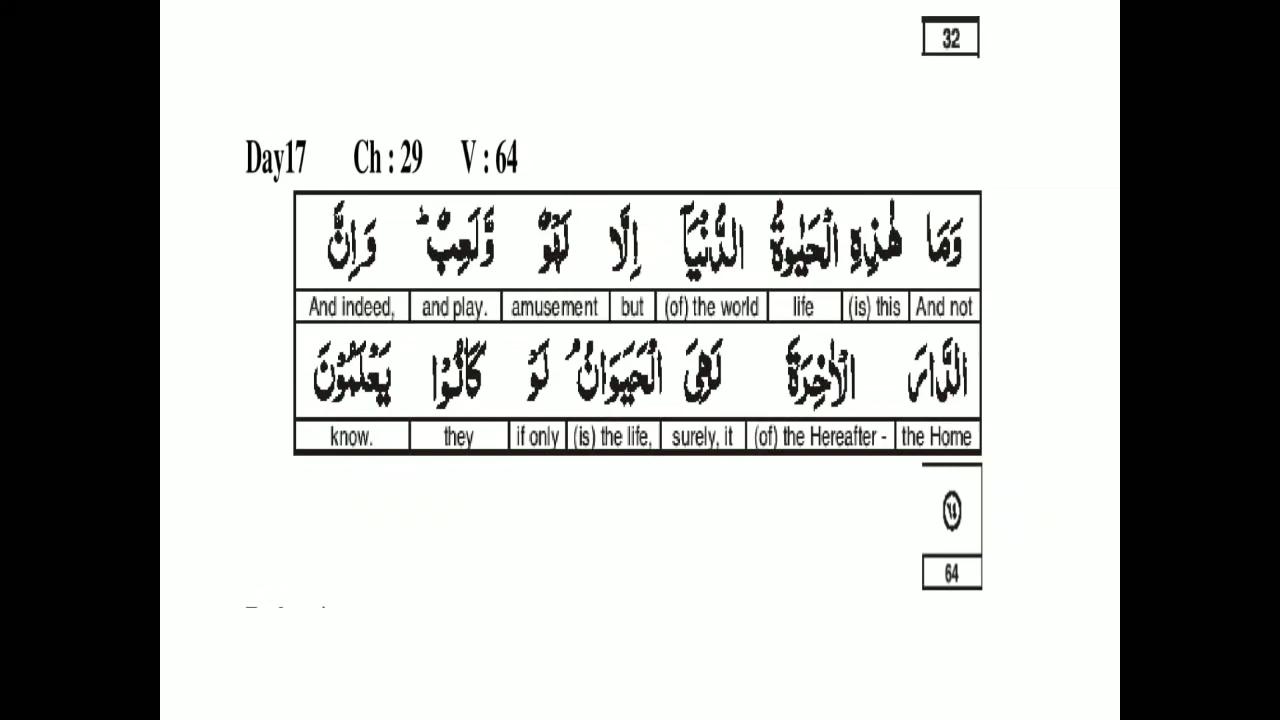 32
Day17 Ch : 29 V : 64
وَمَا هٰذِهِ الْحَيٰوةُ الدُّنْيَآ اِلَّا لَهْوٌ وَّلَعِبٌ ؕ وَاِنَّ
And indeed, and play. amusement but (of) the world life (is) this And not
الدَّارَ الْاٰخِرَةَ لَهِىَ الْحَيَوَانُ ۘ لَوْ كَانُوْا يَعْلَمُوْنَ
know. they if only (is) the life, surely, it (of) the Hereafter - the Home
٦٤
64